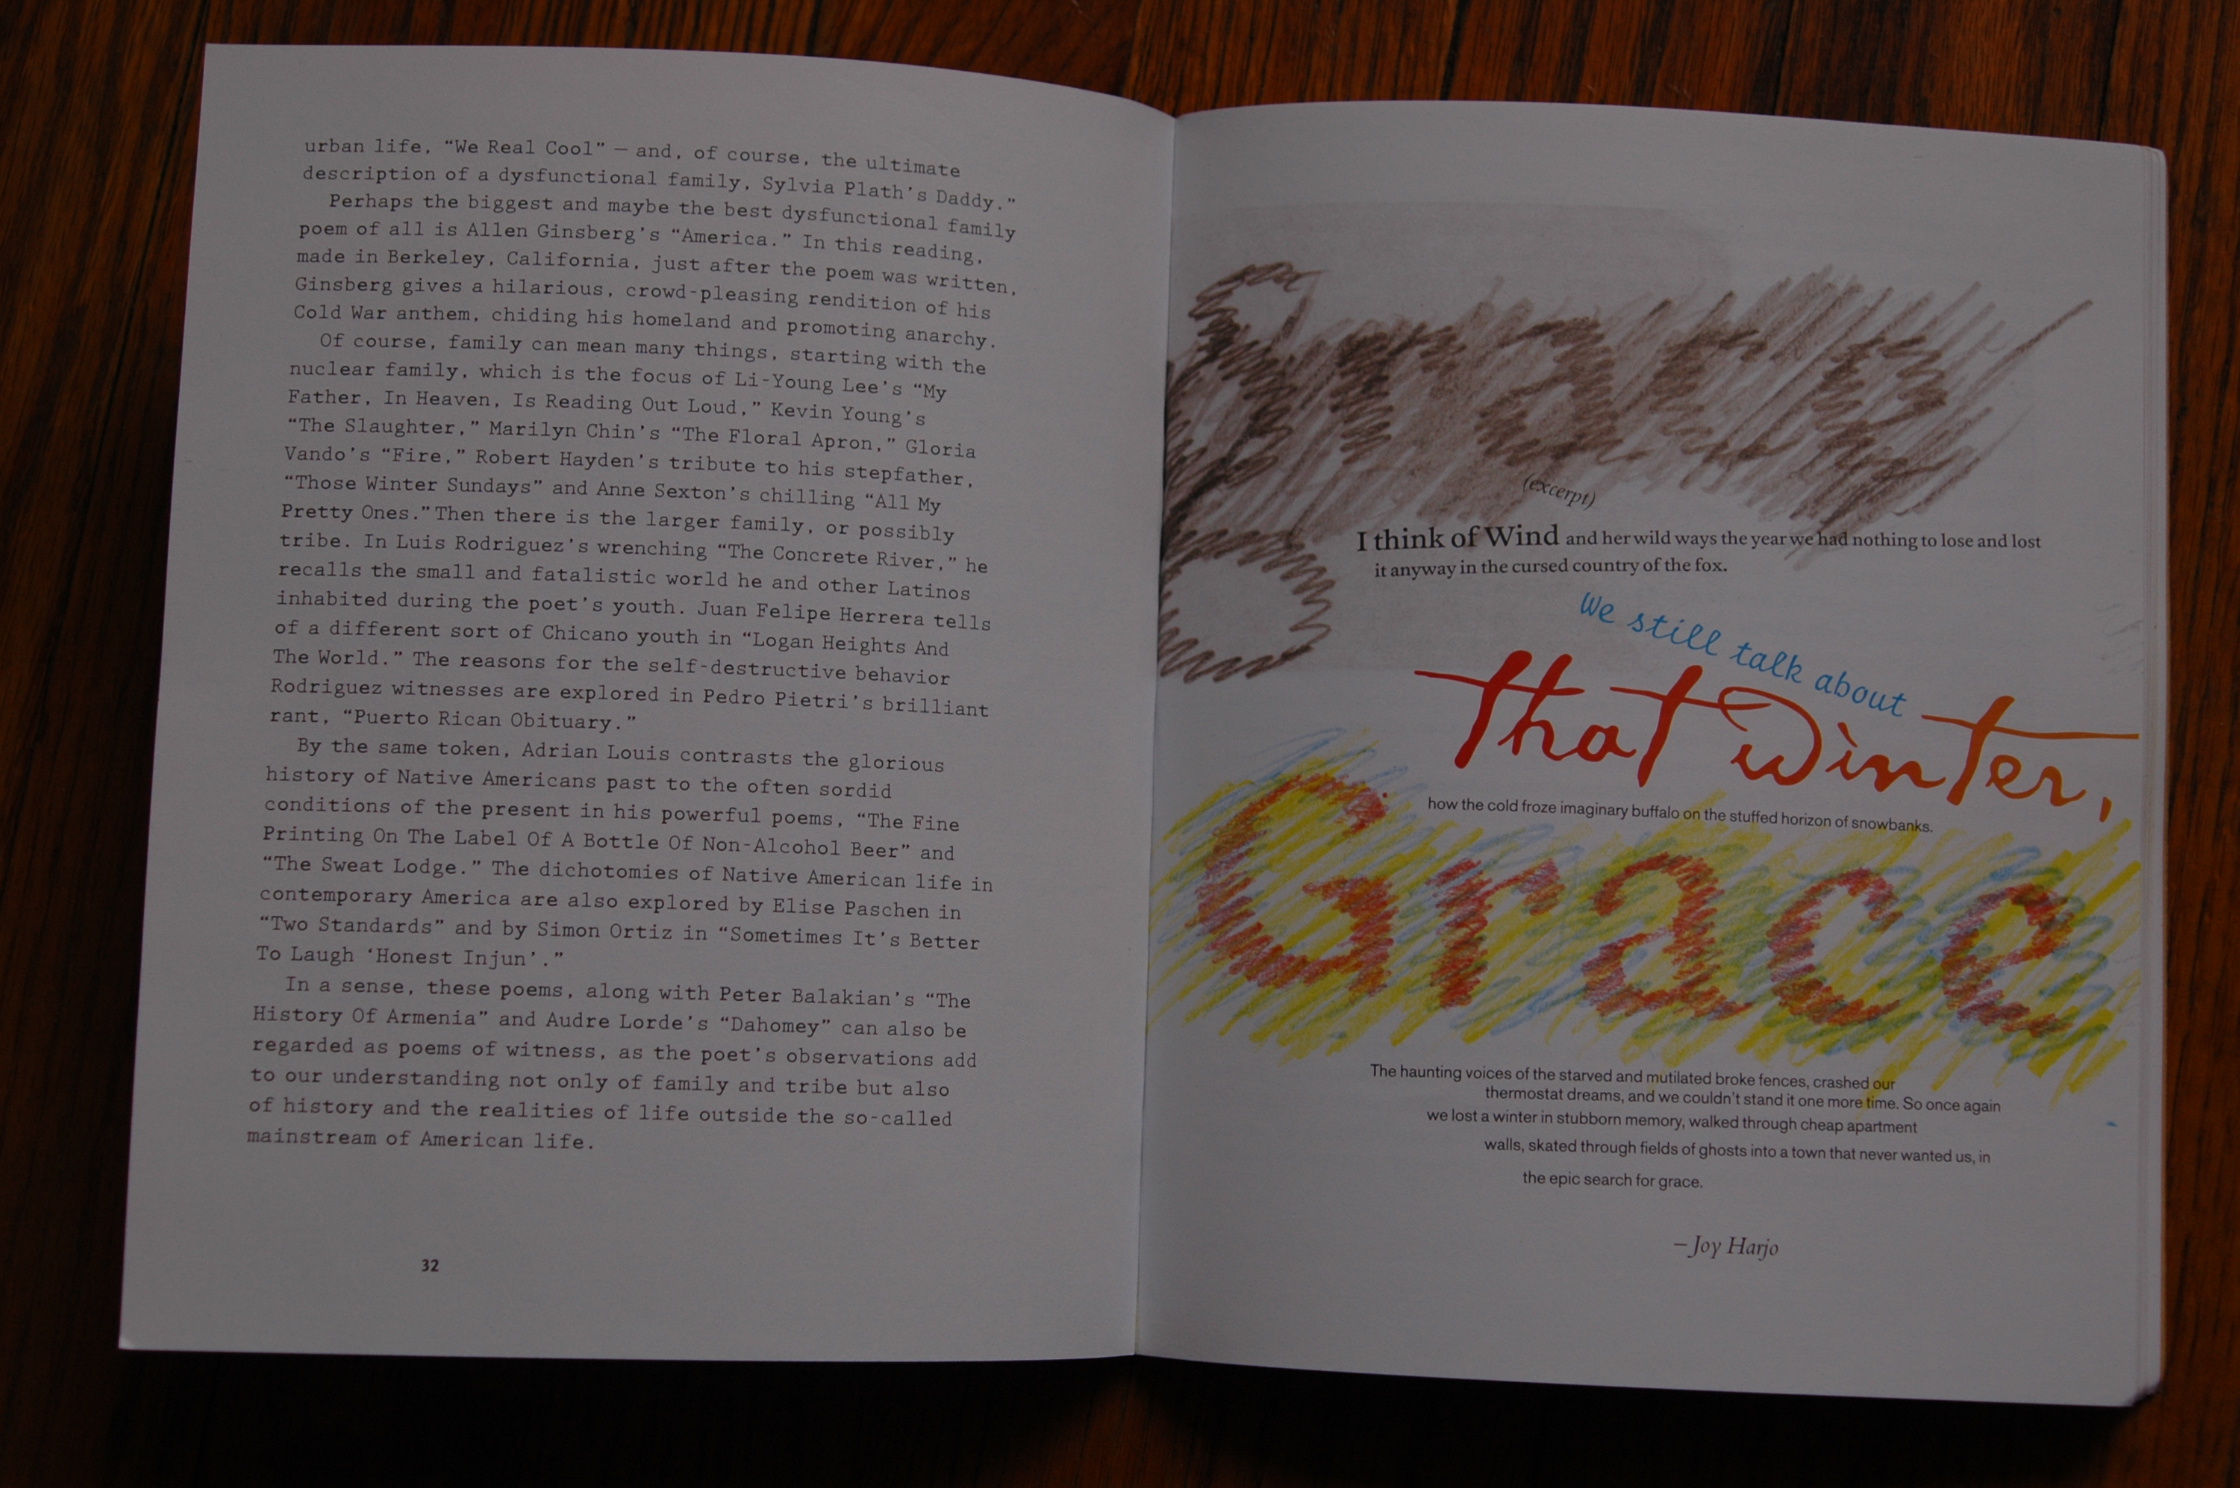 urban life, “We Real Cool” — and, of course, the ultimate
description of a dysfunctional family, Sylvia Plath's Daddy.”
Perhaps the biggest and maybe the best dysfunctional family
poem of all is Allen Ginsberg's “America.” In this reading,
made in Berkeley, California, just after the poem was written,
Ginsberg gives a hilarious, crowd-pleasing rendition of his
Cold War anthem, chiding his homeland and promoting anarchy.
Of course, family can mean many things, starting with the
nuclear family, which is the focus of Li-Young Lee's “My
Father, In Heaven, Is Reading Out Loud,” Kevin Young's
“The Slaughter,” Marilyn Chin's “The Floral Apron,” Gloria
Vando's “Fire,” Robert Hayden's tribute to his stepfather,
“Those Winter Sundays” and Anne Sexton's chilling “All My
Pretty Ones.”Then there is the larger family, or possibly
tribe. In Luis Rodriguez's wrenching “The Concrete River,” he
recalls the small and fatalistic world he and other Latinos
inhabited during the poet's youth. Juan Felipe Herrera tells
of a different sort of Chicano youth in “Logan Heights And
The World.” The reasons for the self-destructive behavior
Rodriguez witnesses are explored in Pedro Pietri's brilliant
rant, “Puerto Rican Obituary.”
By the same token, Adrian Louis contrasts the glorious
history of Native Americans past to the often sordid
conditions of the present in his powerful poems, “The Fine
Printing On The Label Of A Bottle Of Non-Alcohol Beer” and
“The Sweat Lodge.” The dichotomies of Native American life in
contemporary America are also explored by Elise Paschen in
“Two Standards” and by Simon Ortiz in “Sometimes It's Better
To Laugh ‘Honest Injun’.”
In a sense, these poems, along with Peter Balakian's “The
History Of Armenia” and Audre Lorde's “Dahomey” can also be
regarded as poems of witness, as the poet's observations add
to our understanding not only of family and tribe but also
of history and the realities of life outside the so-called
mainstream of American life.
32
(excerpt)
I think of Wind and her wild ways the year we had nothing to lose and lost
it anyway in the cursed country of the fox.
We still talk about
that winter,
how the cold froze imaginary buffalo on the stuffed horizon of snowbanks.
Grace
The haunting voices of the starved and mutilated broke fences, crashed our
thermostat dreams, and we couldn't stand it one more time. So once again
we lost a winter in stubborn memory, walked through cheap apartment
walls, skated through fields of ghosts into a town that never wanted us, in
the epic search for grace.
—Joy Harjo